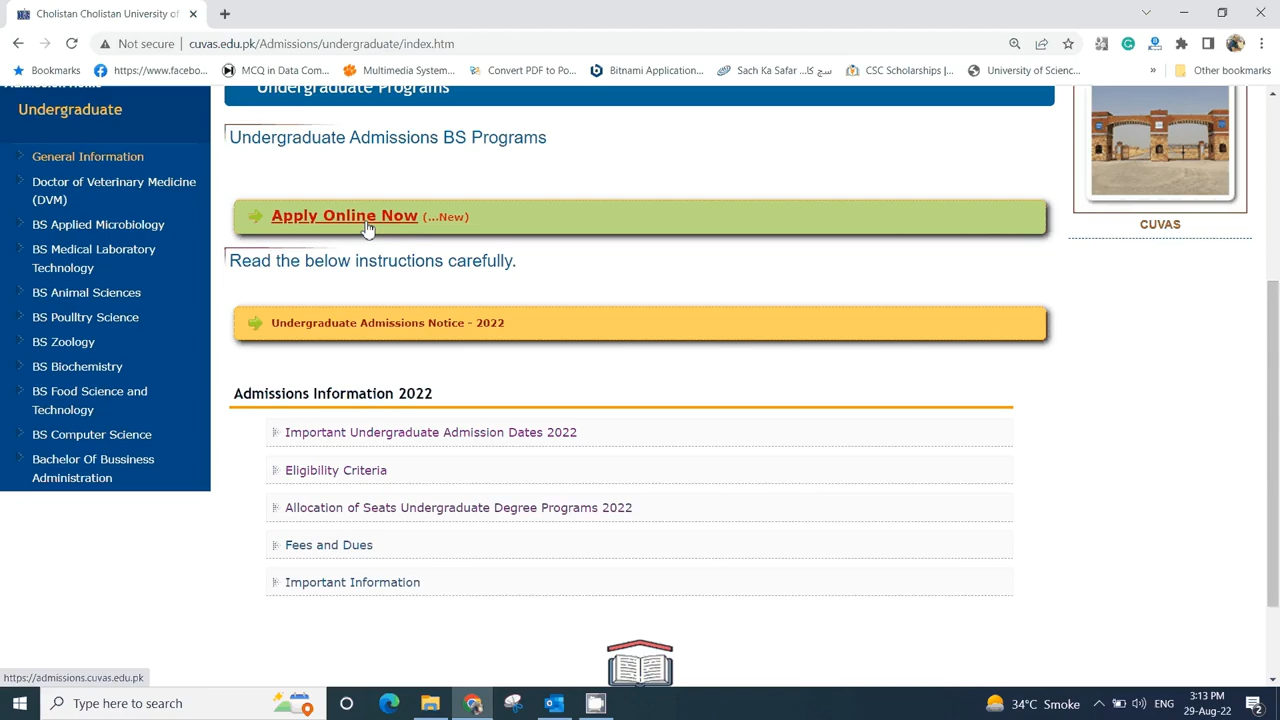 Cholistan Cholistan University of
Not secure | cuvas.edu.pk/Admissions/undergraduate/index.htm
Bookmarks
https://www.facebo...
MCQ in Data Com...
Multimedia System...
Convert PDF to Po...
Bitnami Application...
Sach Ka Safar سچ کا...
CSC Scholarships |...
University of Scienc...
»
Other bookmarks
Admission Home
Undergraduate
General Information
Doctor of Veterinary Medicine
(DVM)
BS Applied Microbiology
BS Medical Laboratory
Technology
BS Animal Sciences
BS Poulltry Science
BS Zoology
BS Biochemistry
BS Food Science and
Technology
BS Computer Science
Bachelor Of Bussiness
Administration
Undergraduate Programs
Undergraduate Admissions BS Programs
Apply Online Now (...New)
Read the below instructions carefully.
Undergraduate Admissions Notice - 2022
Admissions Information 2022
Important Undergraduate Admission Dates 2022
Eligibility Criteria
Allocation of Seats Undergraduate Degree Programs 2022
Fees and Dues
Important Information
CUVAS
https://admissions.cuvas.edu.pk
Type here to search
34°C Smoke
ENG
3:13 PM
29-Aug-22
2